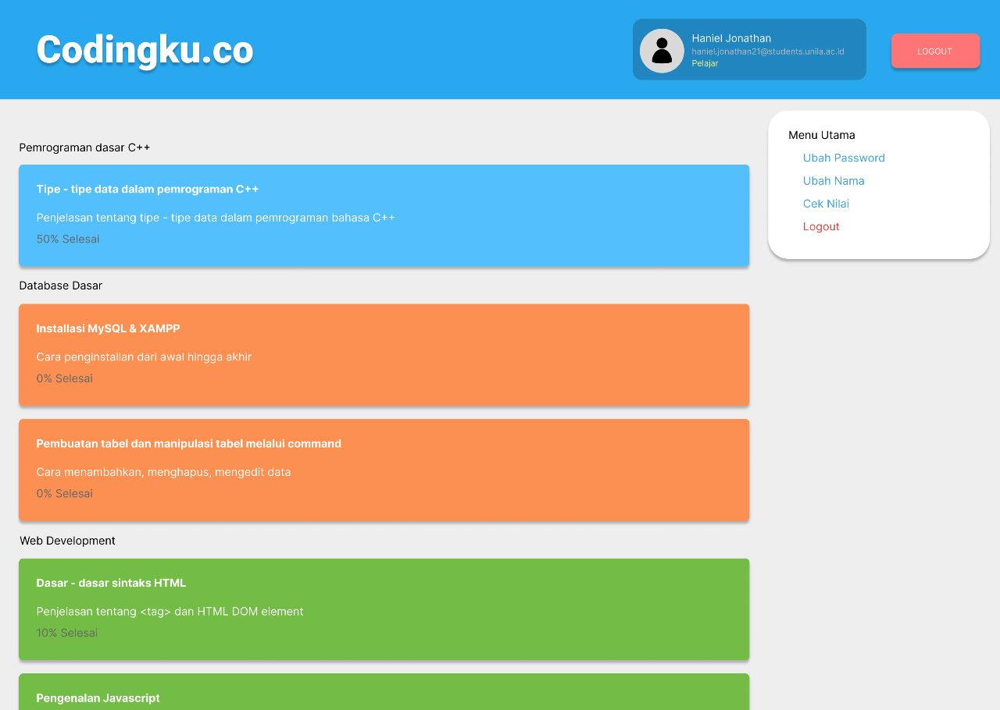 Codingku.co
Haniel Jonathan
haniel.jonathan21@students.unila.ac.id
Pelajar
LOGOUT
Menu Utama
Ubah Password
Ubah Nama
Cek Nilai
Logout
Pemrograman dasar C++
Tipe - tipe data dalam pemrograman C++
Penjelasan tentang tipe - tipe data dalam pemrograman bahasa C++
50% Selesai
Database Dasar
Installasi MySQL & XAMPP
Cara penginstallan dari awal hingga akhir
0% Selesai
Pembuatan tabel dan manipulasi tabel melalui command
Cara menambahkan, menghapus, mengedit data
0% Selesai
Web Development
Dasar - dasar sintaks HTML
Penjelasan tentang <tag> dan HTML DOM element
10% Selesai
Pengenalan Javascript